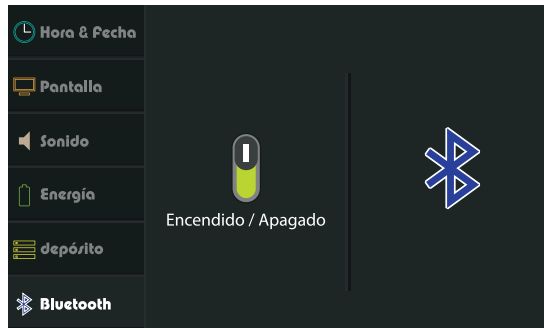 Hora & Fecha
Pantalla
Sonido
Energía
depósito
Bluetooth
Encendido / Apagado